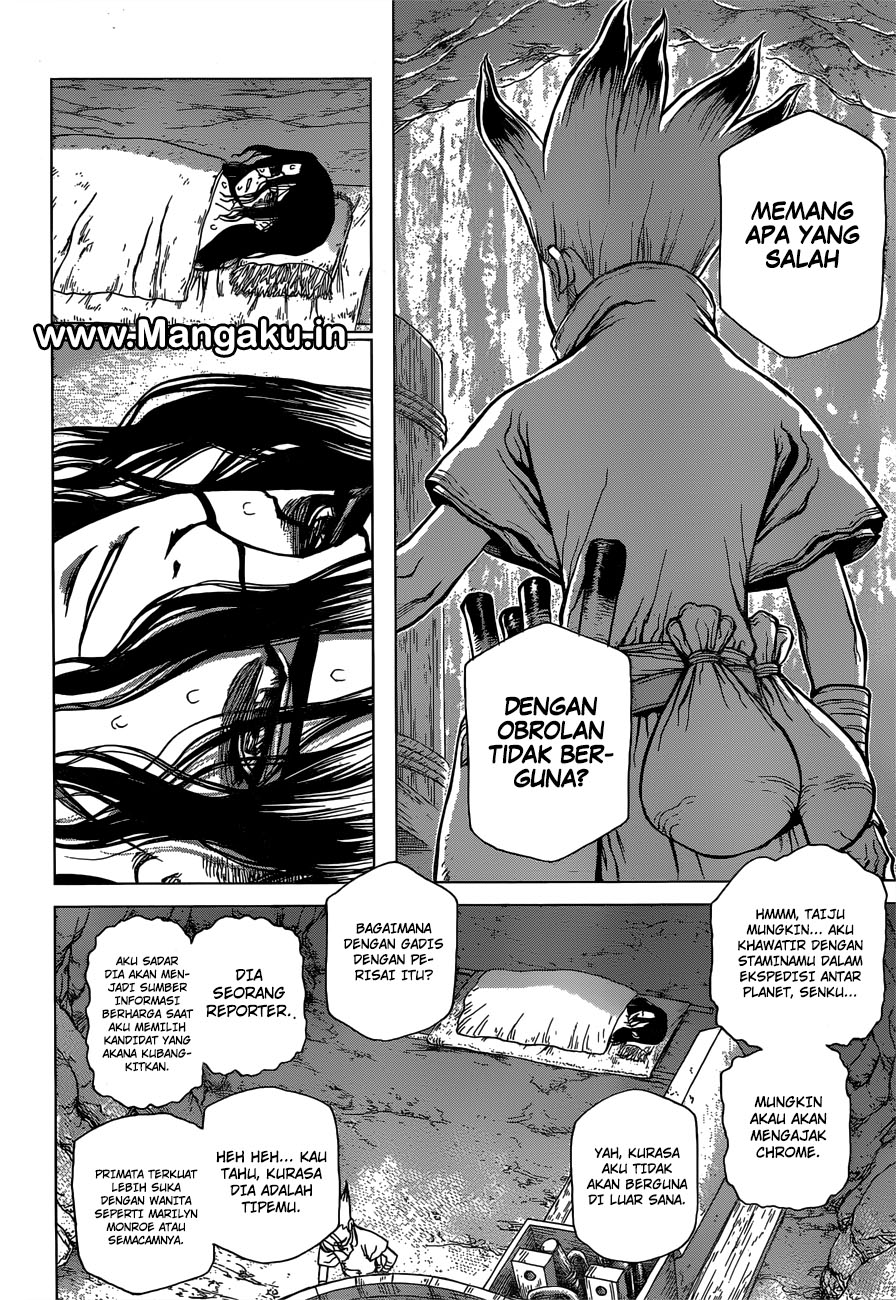 MEMANG
APA YANG
SALAH
DENGAN
OBROLAN
TIDAK BER-
GUNA?
www.Mangaku.in
HMMM, TAIJU
MUNGKIN... AKU
KHAWATIR DENGAN
STAMINAMU DALAM
EKSPEDISI ANTAR
PLANET, SENKU...
MUNGKIN
AKAU AKAN
MENGAJAK
CHROME.
YAH, KURASA
AKU TIDAK
AKAN BERGUNA
DI LUAR SANA.
BAGAIMANA
DENGAN GADIS
DENGAN PE-
RISAI ITU?
DIA
SEORANG
REPORTER..
AKU SADAR
DIA AKAN MEN-
JADI SUMBER
INFORMASI
BERHARGA SAAT
AKU MEMILIH
KANDIDAT YANG
AKANA KUBANG-
KITKAN.
HEH HEH... KAU
TAHU, KURASA
DIA ADALAH
TIPEMU.
PRIMATA TERKUAT
LEBIH SUKA
DENGAN WANITA
SEPERTI MARILYN
MONROE ATAU
SEMACAMNYA.